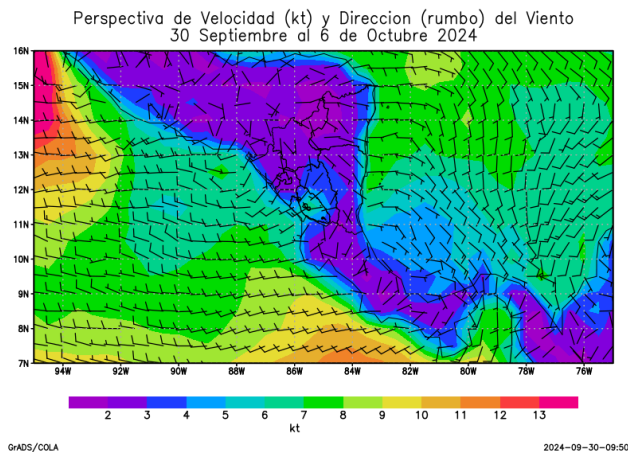 Perspectiva de Velocidad (kt) y Direccion (rumbo) del Viento
30 Septiembre al 6 de Octubre 2024
16N
15N
14N
13N
12N
11N
10N
9N
8N
7N
94W 92W 90W 88W 86W 84W 82W 80W 78W 76W
2 3 4 5 6 7 8 9 10 11 12 13
kt
GrADS/COLA 2024-09-30-09:50